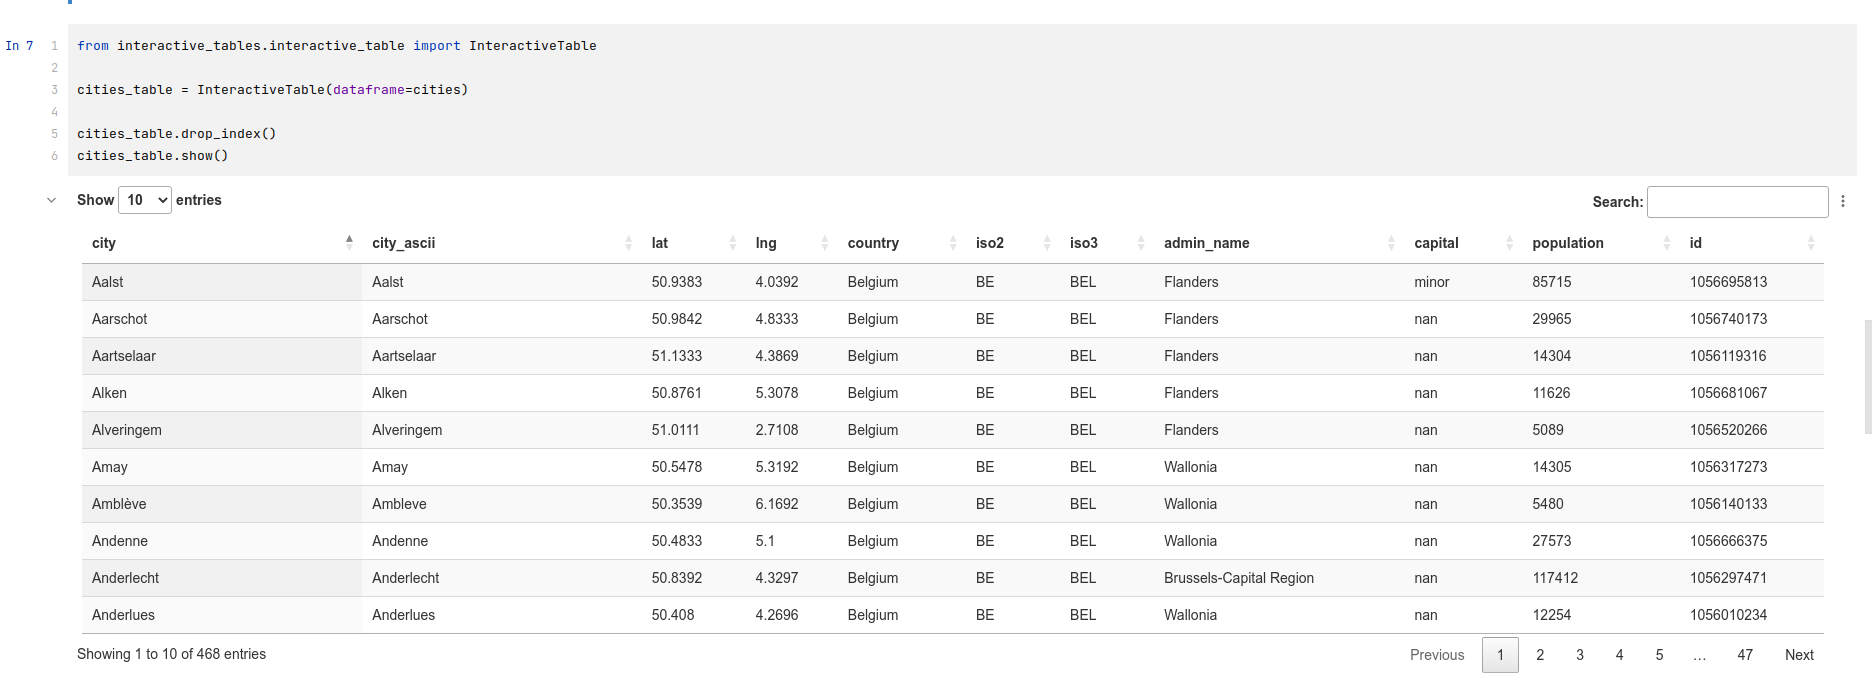 In 7
1 from interactive_tables.interactive_table import InteractiveTable
2
3 cities_table = InteractiveTable(dataframe=cities)
4
5 cities_table.drop_index()
6 cities_table.show()
Show 10 entries Search:
city city_ascii lat lng country iso2 iso3 admin_name capital population id
Aalst Aalst 50.9383 4.0392 Belgium BE BEL Flanders minor 85715 1056695813
Aarschot Aarschot 50.9842 4.8333 Belgium BE BEL Flanders nan 29965 1056740173
Aartselaar Aartselaar 51.1333 4.3869 Belgium BE BEL Flanders nan 14304 1056119316
Alken Alken 50.8761 5.3078 Belgium BE BEL Flanders nan 11626 1056681067
Alveringem Alveringem 51.0111 2.7108 Belgium BE BEL Flanders nan 5089 1056520266
Amay Amay 50.5478 5.3192 Belgium BE BEL Wallonia nan 14305 1056317273
Amblève Ambleve 50.3539 6.1692 Belgium BE BEL Wallonia nan 5480 1056140133
Andenne Andenne 50.4833 5.1 Belgium BE BEL Wallonia nan 27573 1056666375
Anderlecht Anderlecht 50.8392 4.3297 Belgium BE BEL Brussels-Capital Region nan 117412 1056297471
Anderlues Anderlues 50.408 4.2696 Belgium BE BEL Wallonia nan 12254 1056010234
Showing 1 to 10 of 468 entries Previous 1 2 3 4 5 … 47 Next